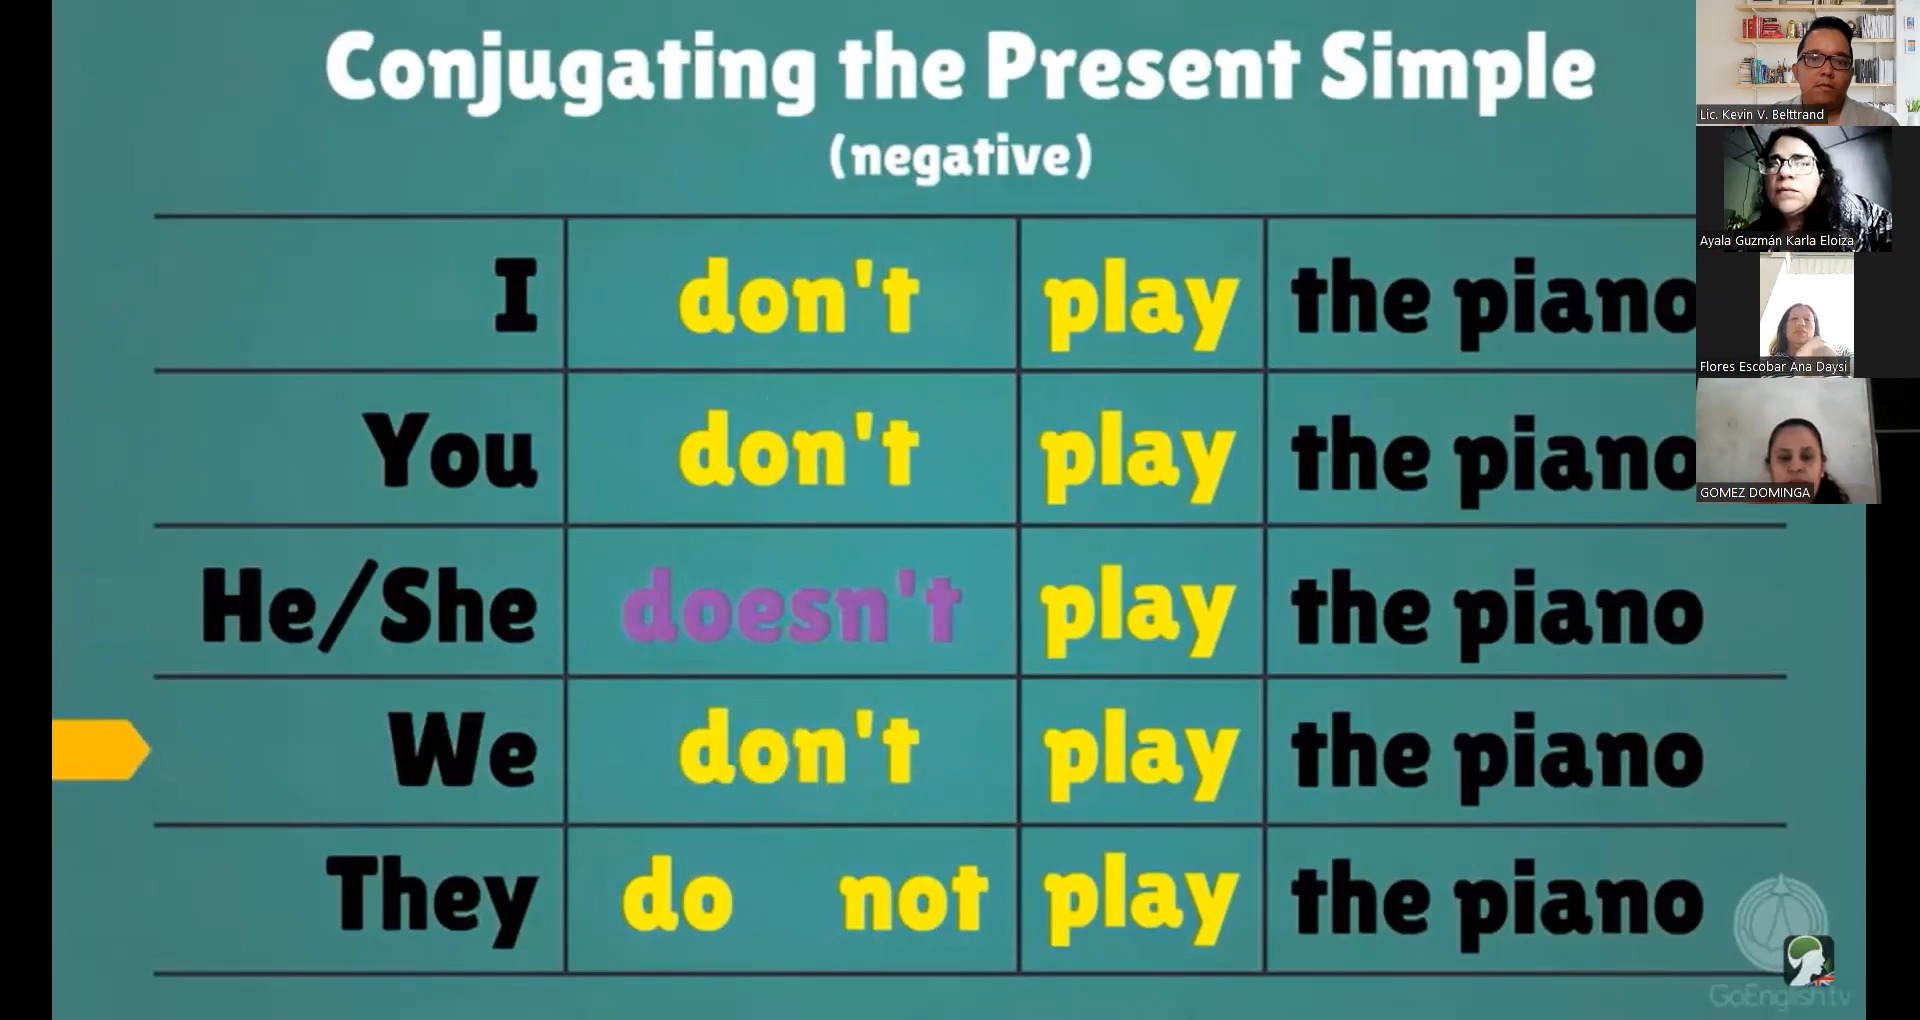 Conjugating the Present Simple
(negative)
I don't play the piano
You don't play the piano
He/She doesn't play the piano
We don't play the piano
They do not play the piano
GoEnglish.tv
Lic. Kevin V. Belttrand
Ayala Guzmán Karla Eloiza
Flores Escobar Ana Daysi
GOMEZ DOMINGA